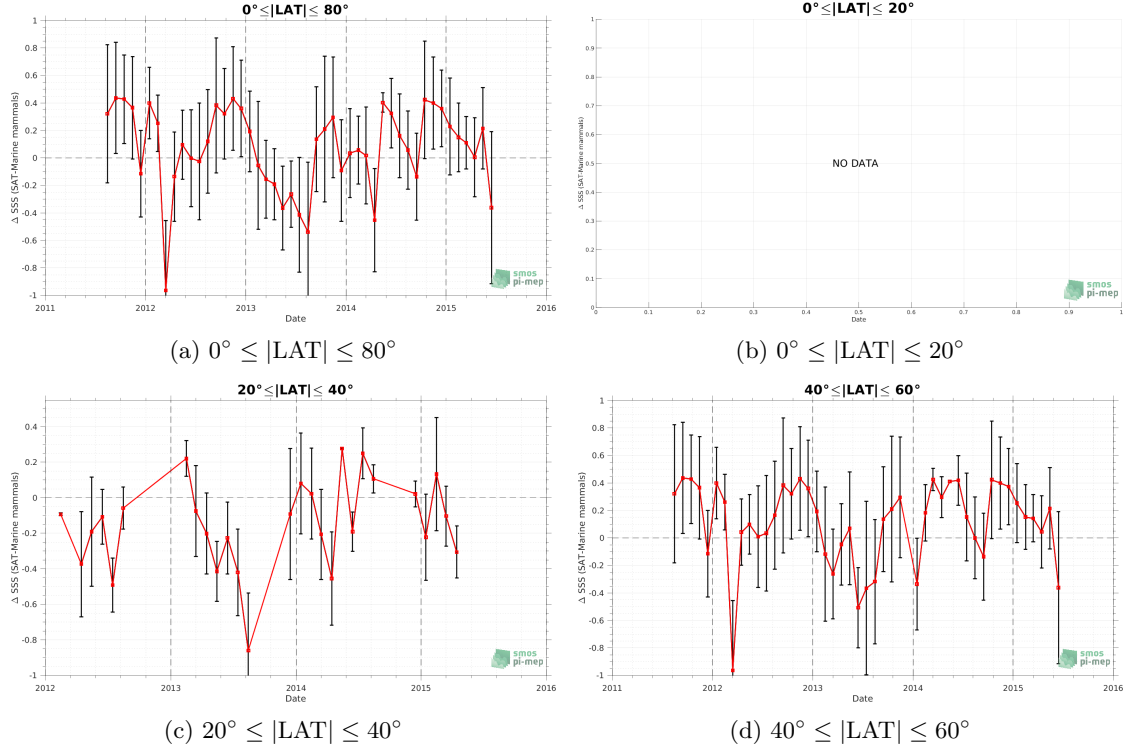 0°≤|LAT|≤ 80°
1
0.8
0.6
0.4
0.2
0
-0.2
-0.4
-0.6
-0.8
-1
Δ SSS (SAT-Marine mammals)
2011
2012
2013
2014
2015
2016
Date
smos
pi-mep
(a) 0° ≤ |LAT| ≤ 80°
0°≤|LAT|≤ 20°
1
0.9
0.8
0.7
0.6
0.5
0.4
0.3
0.2
0.1
0
Δ SSS (SAT-Marine mammals)
NO DATA
0
0.1
0.2
0.3
0.4
0.5
0.6
0.7
0.8
0.9
1
Date
smos
pi-mep
(b) 0° ≤ |LAT| ≤ 20°
20°≤|LAT|≤ 40°
0.4
0.2
0
-0.2
-0.4
-0.6
-0.8
-1
Δ SSS (SAT-Marine mammals)
2012
2013
2014
2015
2016
Date
smos
pi-mep
(c) 20° ≤ |LAT| ≤ 40°
40°≤|LAT|≤ 60°
1
0.8
0.6
0.4
0.2
0
-0.2
-0.4
-0.6
-0.8
-1
Δ SSS (SAT-Marine mammals)
2011
2012
2013
2014
2015
2016
Date
smos
pi-mep
(d) 40° ≤ |LAT| ≤ 60°